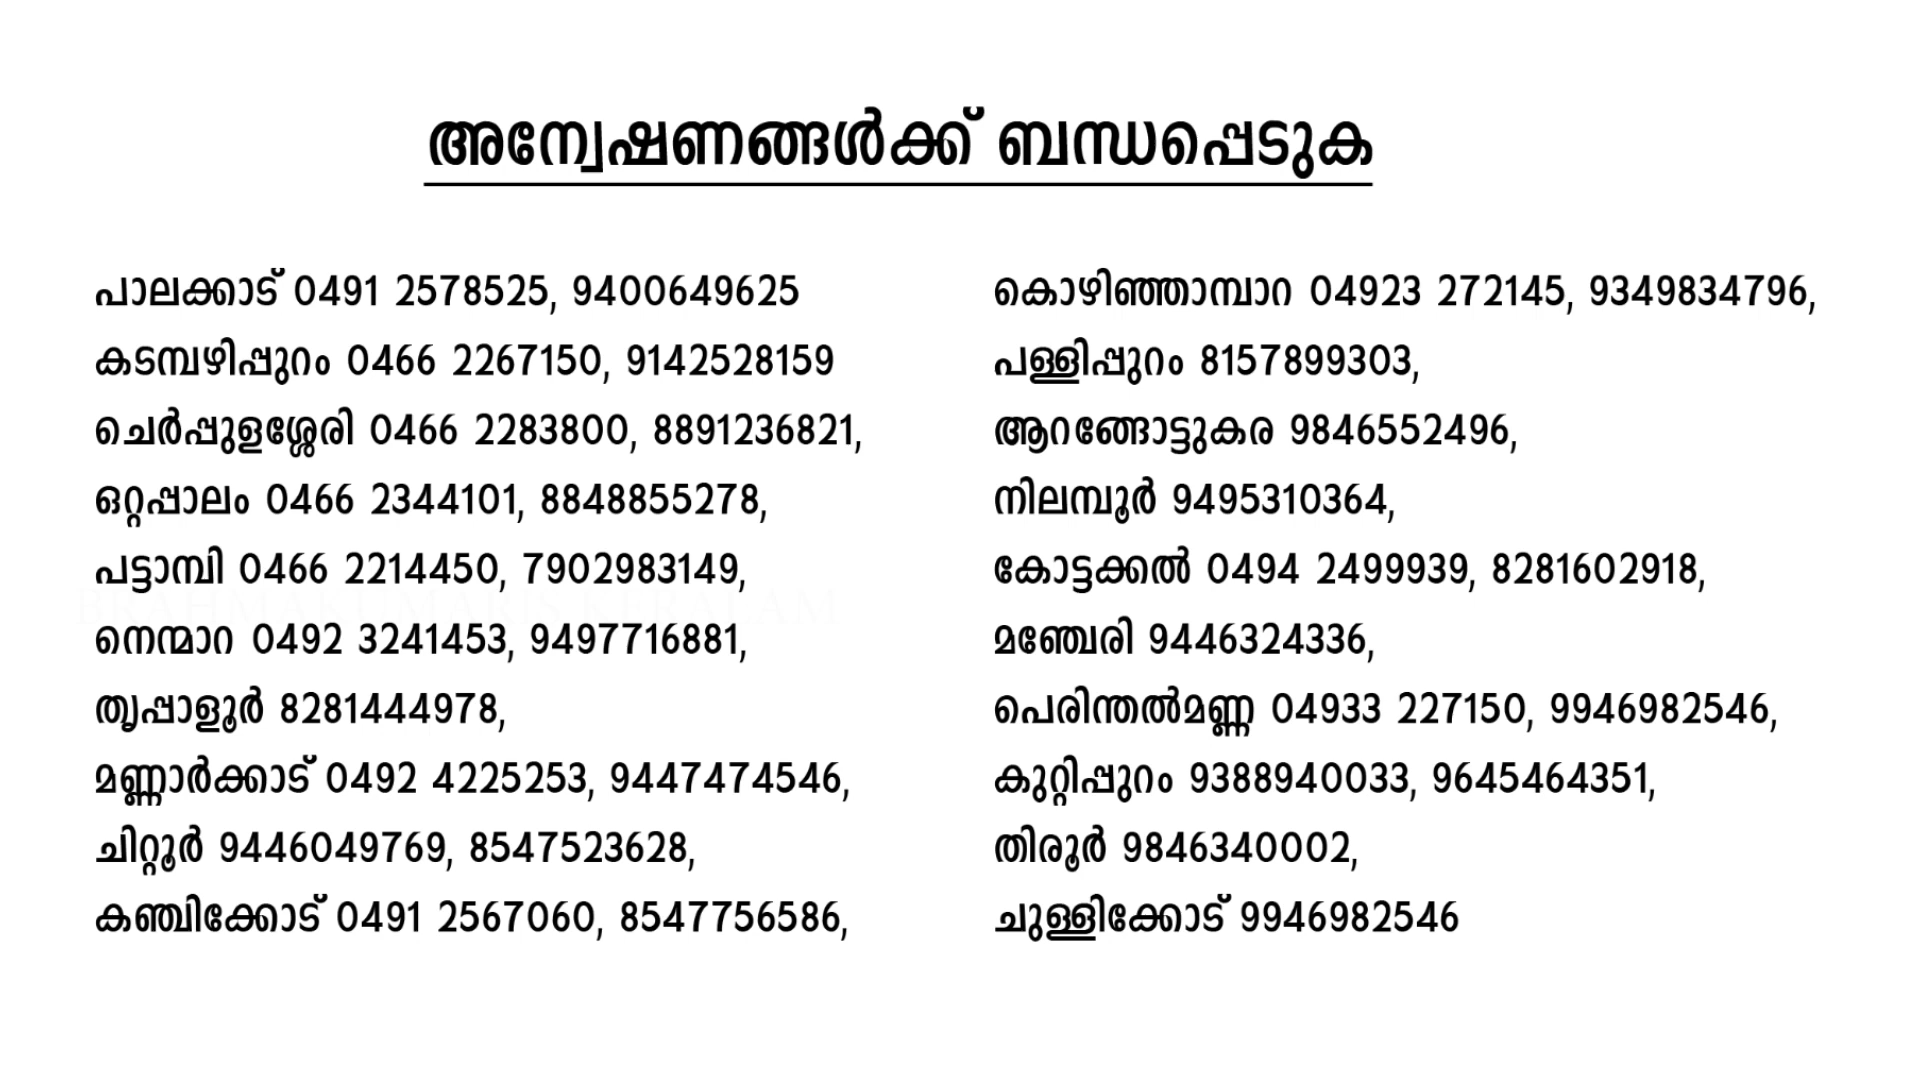 അന്വേഷണങ്ങൾക്ക് ബന്ധപ്പെടുക
പാലക്കാട് 0491 2578525, 9400649625
കടമ്പഴിപ്പുറം 0466 2267150, 9142528159
ചെർപ്പുളശ്ശേരി 0466 2283800, 8891236821,
ഒറ്റപ്പാലം 0466 2344101, 8848855278,
പട്ടാമ്പി 0466 2214450, 7902983149,
നെന്മാറ 0492 3241453, 9497716881,
തൃപ്പാളൂർ 8281444978,
മണ്ണാർക്കാട് 0492 4225253, 9447474546,
ചിറ്റൂർ 9446049769, 8547523628,
കഞ്ചിക്കോട് 0491 2567060, 8547756586,
കൊഴിഞ്ഞാമ്പാറ 04923 272145, 9349834796,
പള്ളിപ്പുറം 8157899303,
ആറങ്ങോട്ടുകര 9846552496,
നിലമ്പൂർ 9495310364,
കോട്ടക്കൽ 0494 2499939, 8281602918,
മഞ്ചേരി 9446324336,
പെരിന്തൽമണ്ണ 04933 227150, 9946982546,
കുറ്റിപ്പുറം 9388940033, 9645464351,
തിരൂർ 9846340002,
ചുള്ളിക്കോട് 9946982546
BRAHMAKUMARIS KERALAM